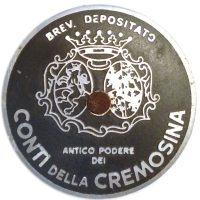 BREV. DEPOSITATO
ANTICO PODERE
DEI
CONTI DELLA CREMOSINA